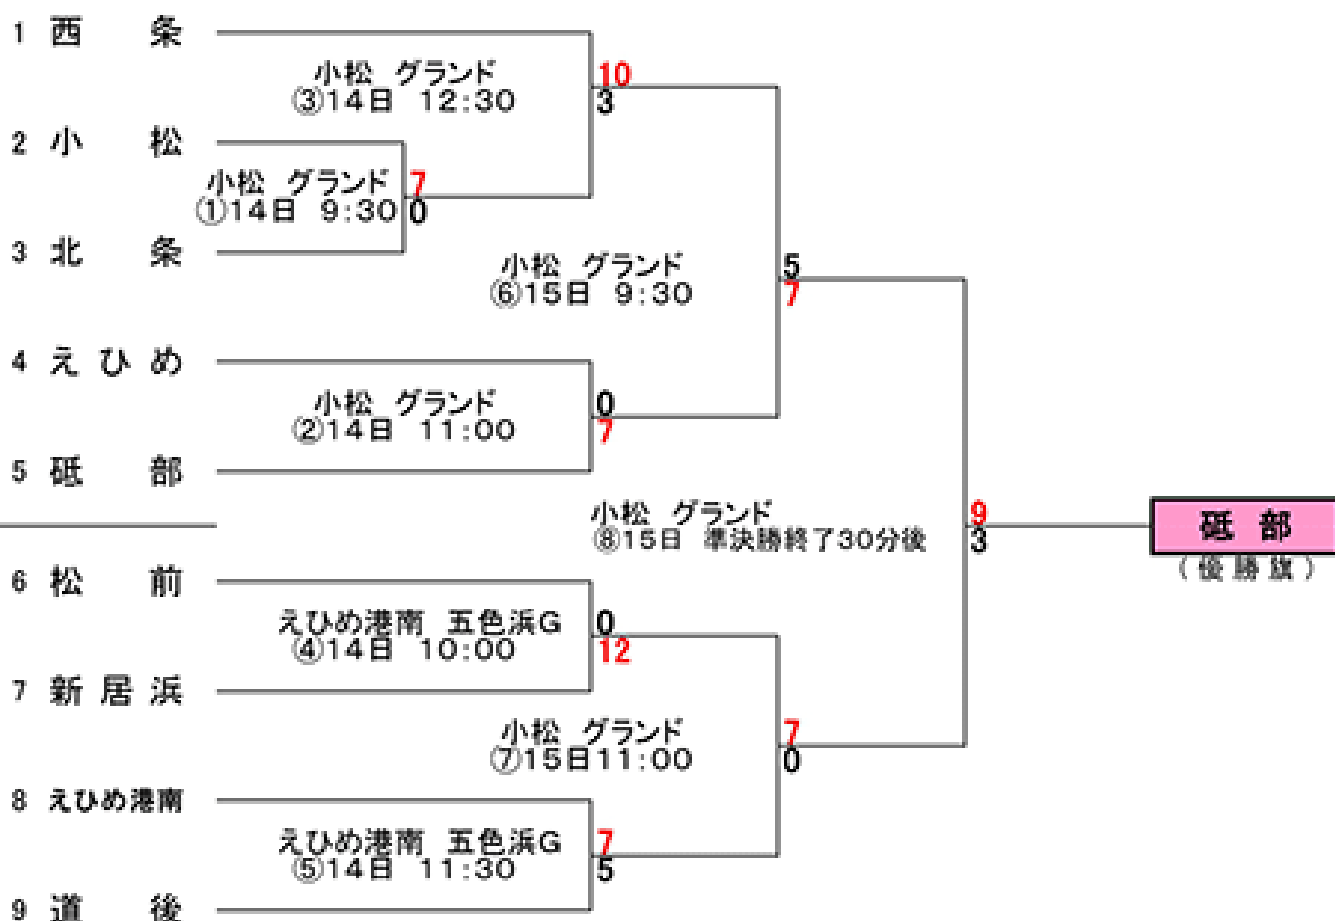 1 西 条
小松 グランド
③14日 12:30
10
3
2 小 松
小松 グランド
①14日 9:30
7
0
3 北 条
小松 グランド
⑥15日 9:30
5
7
4 え ひ め
小松 グランド
②14日 11:00
0
7
5 砥 部
小松 グランド
⑧15日 準決勝終了30分後
9
3
砥 部
(優勝旗)
6 松 前
えひめ港南 五色浜G
④14日 10:00
0
12
7 新 居 浜
小松 グランド
⑦15日11:00
7
0
8 えひめ港南
えひめ港南 五色浜G
⑤14日 11:30
7
5
9 道 後